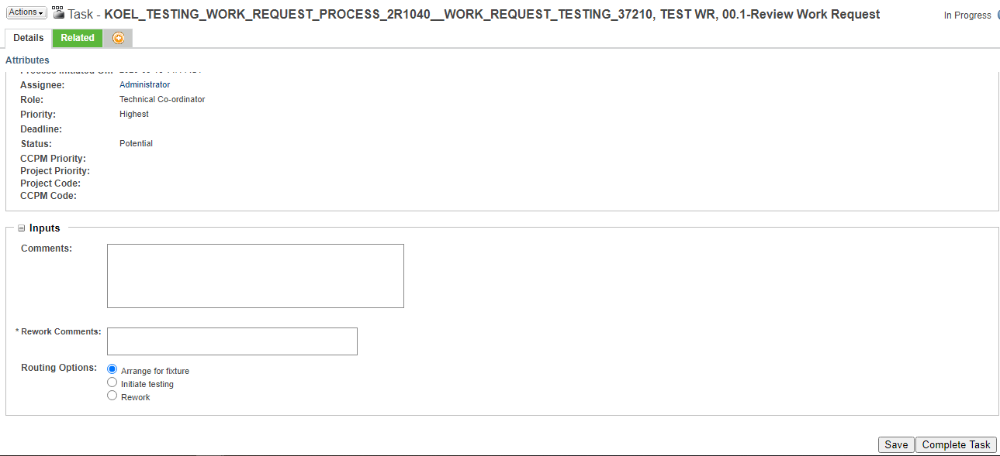 Actions
Task - KOEL_TESTING_WORK_REQUEST_PROCESS_2R1040__WORK_REQUEST_TESTING_37210, TEST WR, 00.1-Review Work Request
In Progress
Details Related
Attributes
Assignee: Administrator
Role: Technical Co-ordinator
Priority: Highest
Deadline:
Status: Potential
CCPM Priority:
Project Priority:
Project Code:
CCPM Code:
Inputs
Comments:
* Rework Comments:
Routing Options: Arrange for fixture
Initiate testing
Rework
Save Complete Task